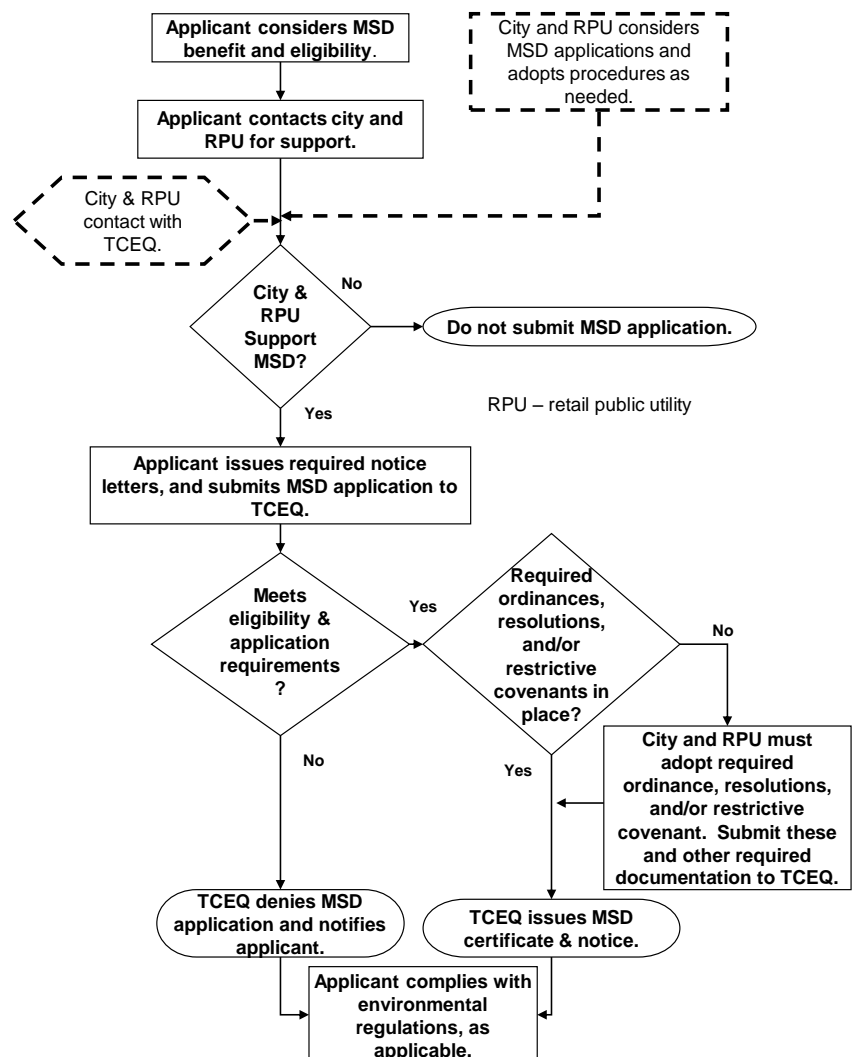 Applicant considers MSD
benefit and eligibility.
City and RPU considers
MSD applications and
adopts procedures as
needed.
Applicant contacts city and
RPU for support.
City & RPU
contact with
TCEQ.
City &
RPU
Support
MSD?
No
Do not submit MSD application.
Yes
RPU – retail public utility
Applicant issues required notice
letters, and submits MSD application to
TCEQ.
Meets
eligibility &
application
requirements
?
Yes
Required
ordinances,
resolutions,
and/or
restrictive
covenants in
place?
No
No
Yes
City and RPU must
adopt required
ordinance, resolutions,
and/or restrictive
covenant.  Submit these
and other required
documentation to TCEQ.
TCEQ denies MSD
application and notifies
applicant.
TCEQ issues MSD
certificate & notice.
Applicant complies with
environmental
regulations, as
applicable.